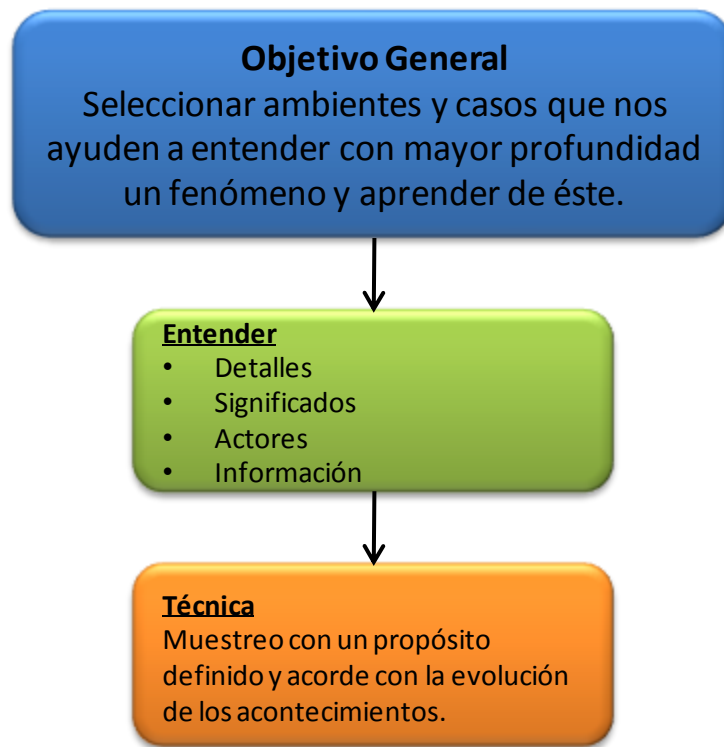 Objetivo General
Seleccionar ambientes y casos que nos
ayuden a entender con mayor profundidad
un fenómeno y aprender de éste.
Entender
• Detalles
• Significados
• Actores
• Información
Técnica
Muestreo con un propósito
definido y acorde con la evolución
de los acontecimientos.